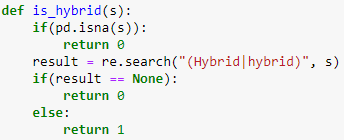 def is_hybrid(s):
    if(pd.isna(s)):
        return 0
    result = re.search("(Hybrid|hybrid)", s)
    if(result == None):
        return 0
    else:
        return 1